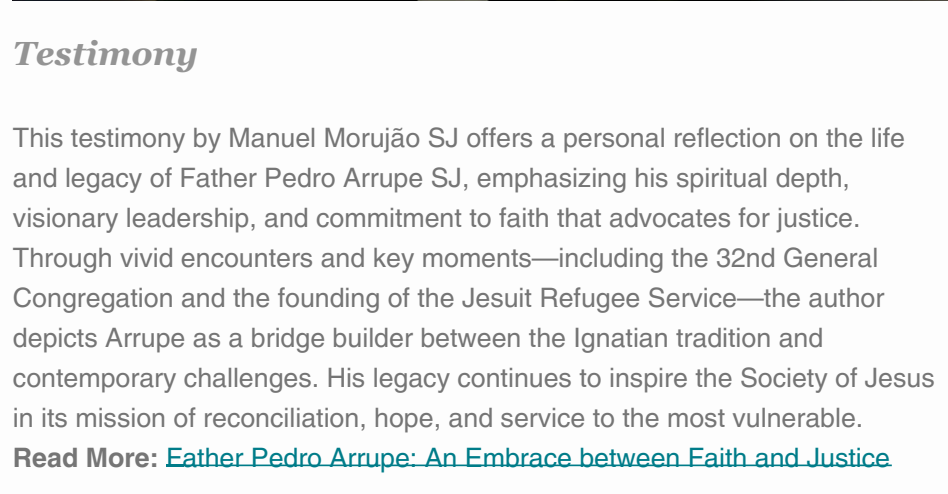 Testimony
This testimony by Manuel Morujão SJ offers a personal reflection on the life
and legacy of Father Pedro Arrupe SJ, emphasizing his spiritual depth,
visionary leadership, and commitment to faith that advocates for justice.
Through vivid encounters and key moments—including the 32nd General
Congregation and the founding of the Jesuit Refugee Service—the author
depicts Arrupe as a bridge builder between the Ignatian tradition and
contemporary challenges. His legacy continues to inspire the Society of Jesus
in its mission of reconciliation, hope, and service to the most vulnerable.
Read More: Father Pedro Arrupe: An Embrace between Faith and Justice